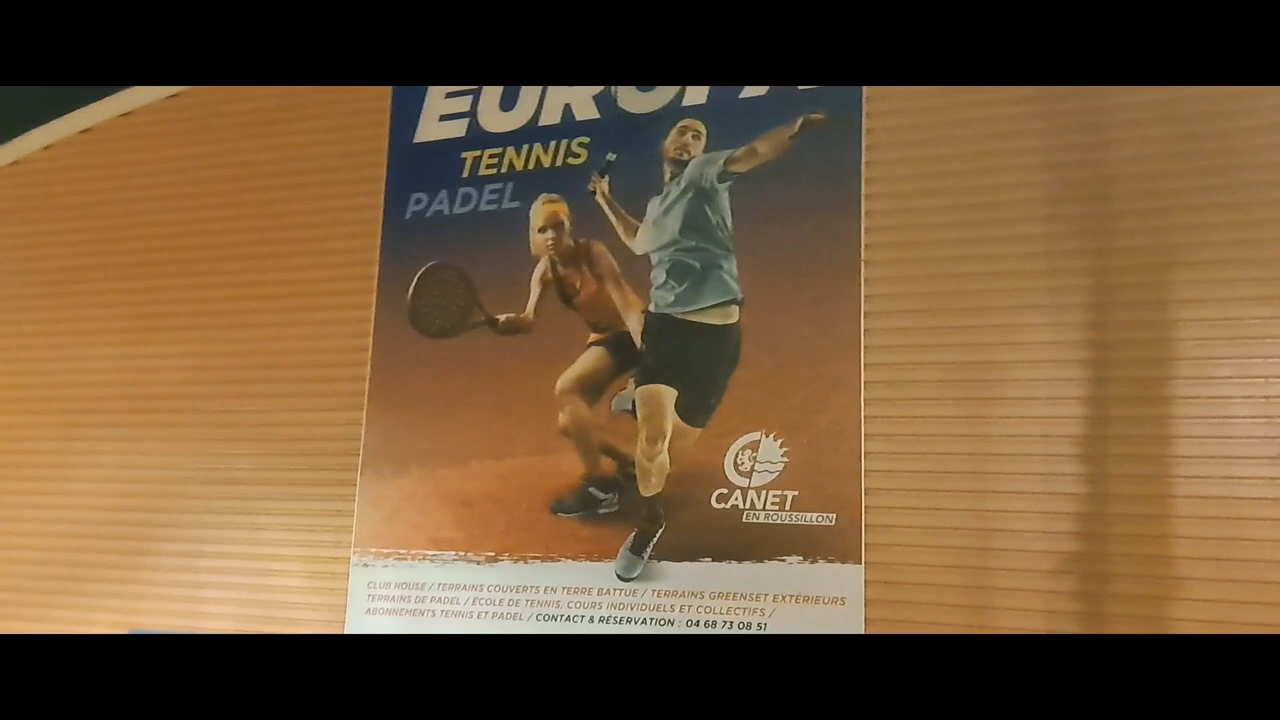 EUROPA
TENNIS
PADEL
CANET
EN ROUSSILLON
CLUB HOUSE / TERRAINS COUVERTS EN TERRE BATTUE / TERRAINS GREENSET EXTÉRIEURS
TERRAINS DE PADEL / ÉCOLE DE TENNIS, COURS INDIVIDUELS ET COLLECTIFS /
ABONNEMENTS TENNIS ET PADEL / CONTACT & RÉSERVATION : 04 68 73 08 51